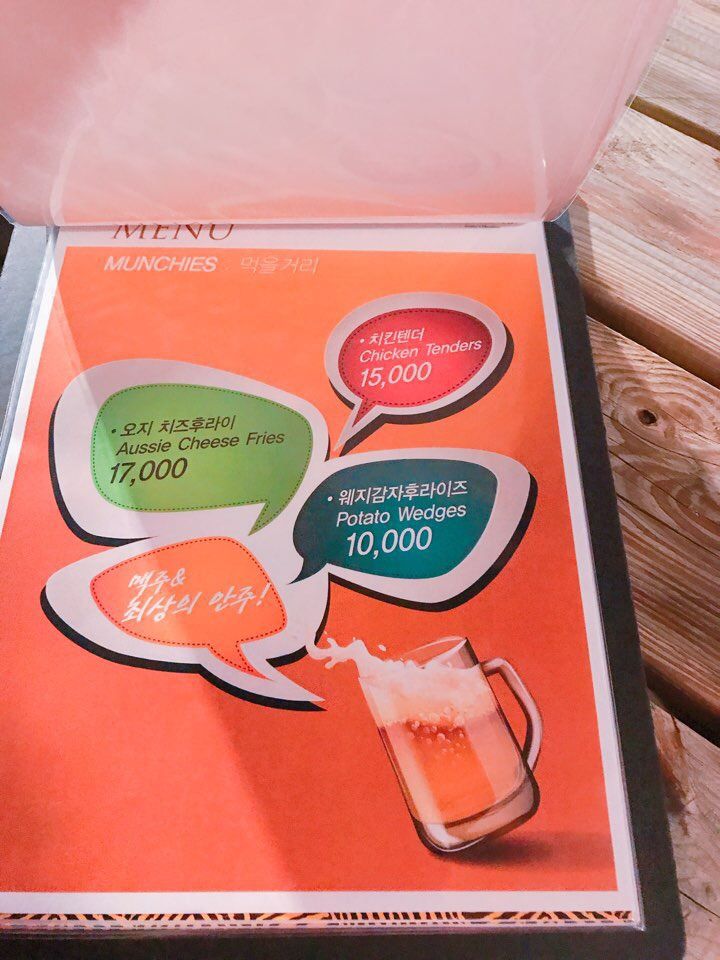 MENU
MUNCHIES 먹을거리
• 치킨텐더
Chicken Tenders
15,000
• 오지 치즈후라이
Aussie Cheese Fries
17,000
• 웨지감자후라이즈
Potato Wedges
10,000
맥주&
최상의 안주!